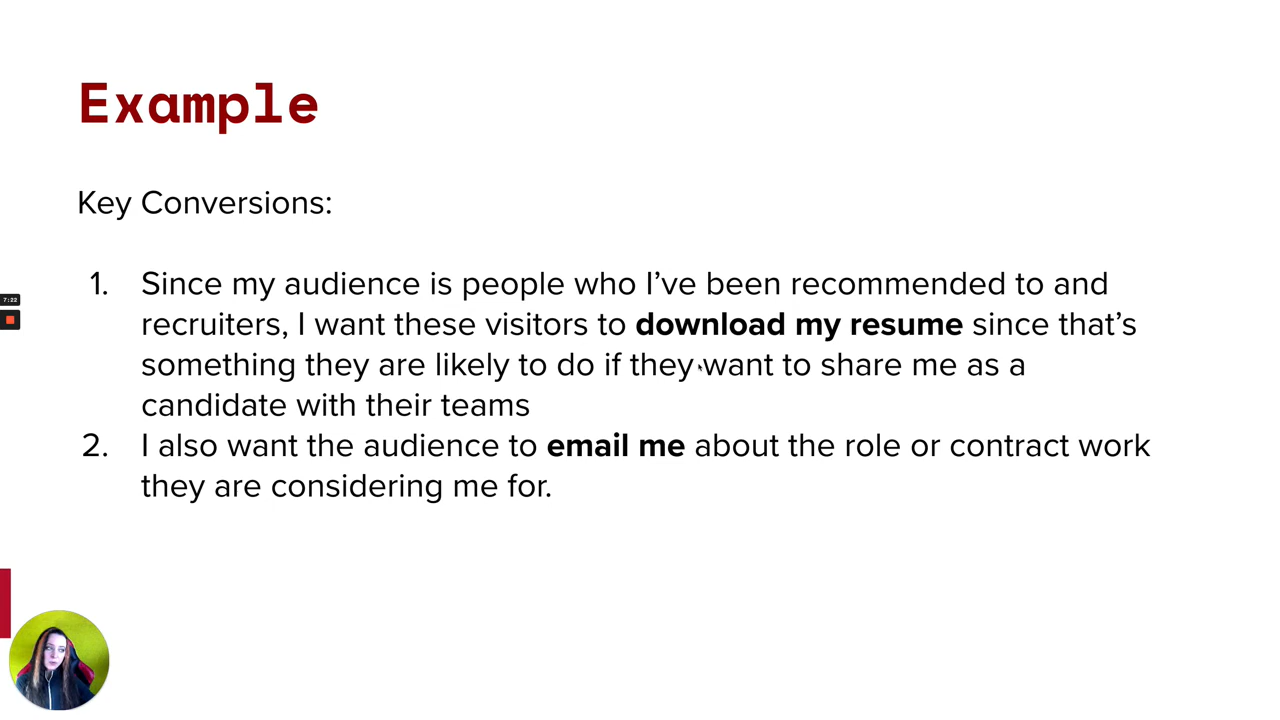 Example
Key Conversions:
1. Since my audience is people who I’ve been recommended to and
recruiters, I want these visitors to download my resume since that’s
7:22
something they are likely to do if they want to share me as a
candidate with their teams
2. I also want the audience to email me about the role or contract work
they are considering me for.